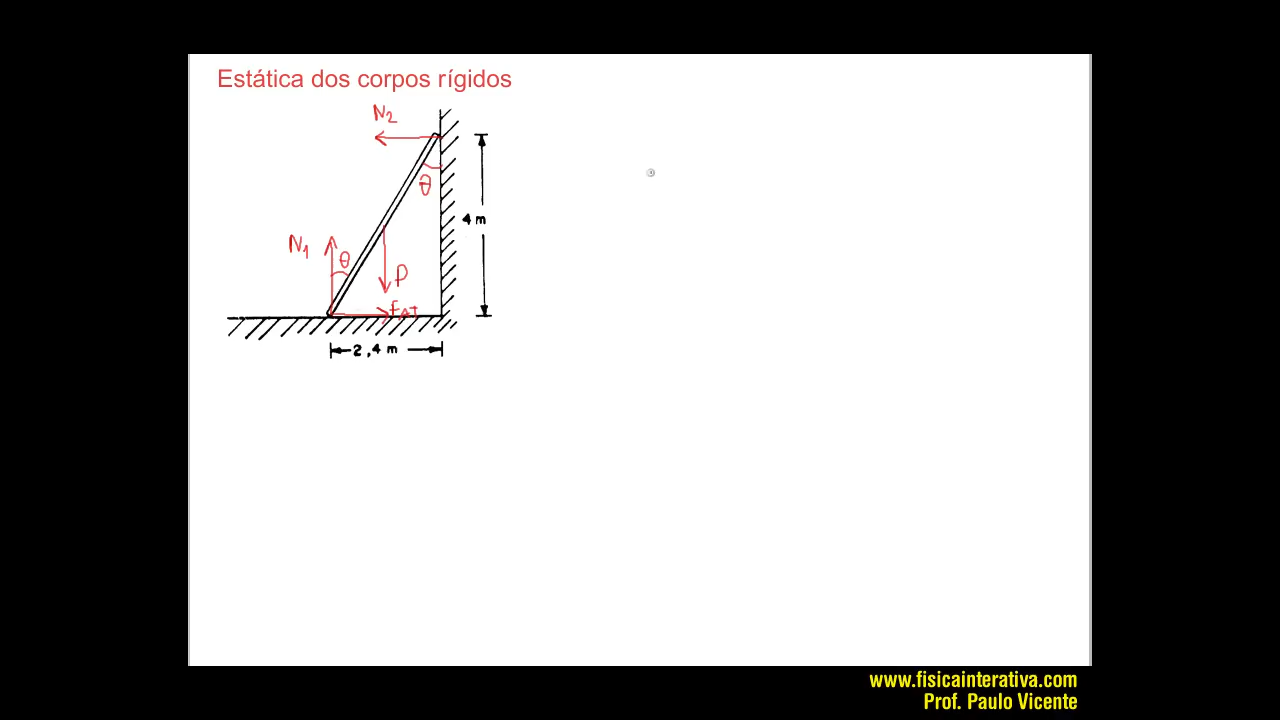 Estática dos corpos rígidos
N2
θ
4 m
N1
θ
P
FAT
2,4 m
www.fisicainterativa.com
Prof. Paulo Vicente